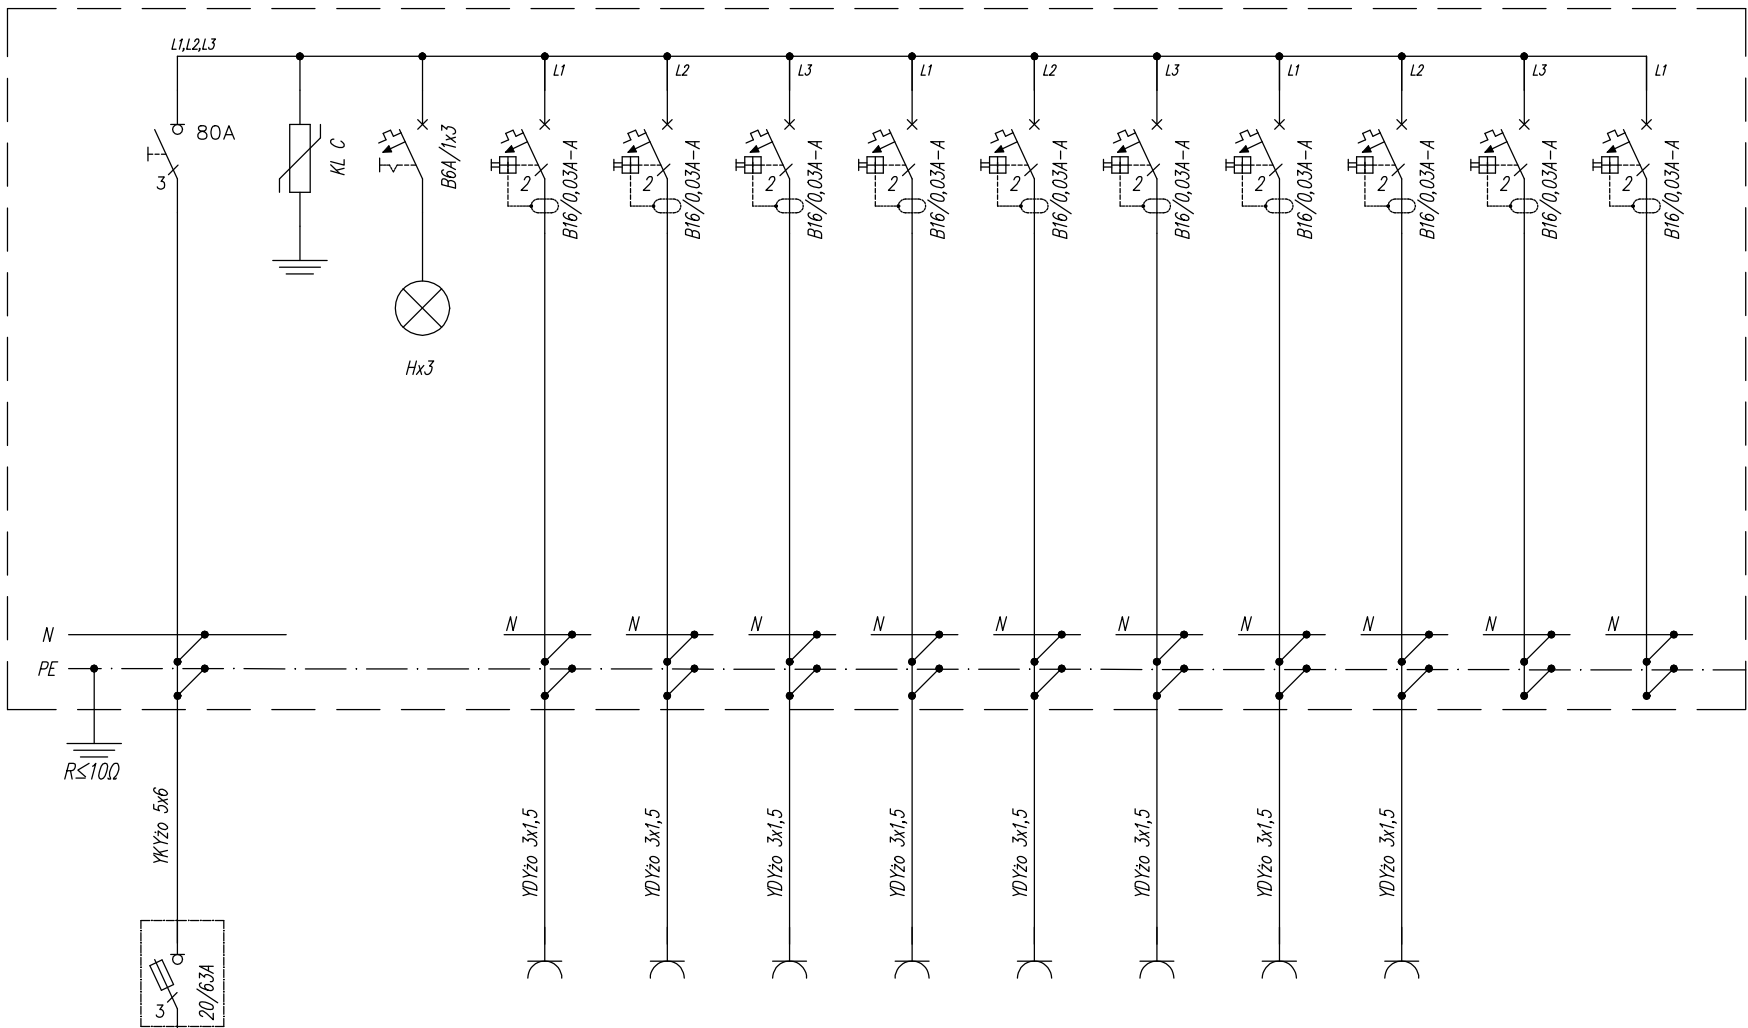 L1,L2,L3
L1
L2
L3
L1
L2
L3
L1
L2
L3
L1
80A
3
KL C
B6A/1x3
2
B16/0,03A-A
2
B16/0,03A-A
2
B16/0,03A-A
2
B16/0,03A-A
2
B16/0,03A-A
2
B16/0,03A-A
2
B16/0,03A-A
2
B16/0,03A-A
2
B16/0,03A-A
2
B16/0,03A-A
Hx3
N
N
N
N
N
N
N
N
N
N
N
PE
R≤10Ω
YKYżo 5x6
YDYżo 3x1,5
YDYżo 3x1,5
YDYżo 3x1,5
YDYżo 3x1,5
YDYżo 3x1,5
YDYżo 3x1,5
YDYżo 3x1,5
YDYżo 3x1,5
3
20/63A